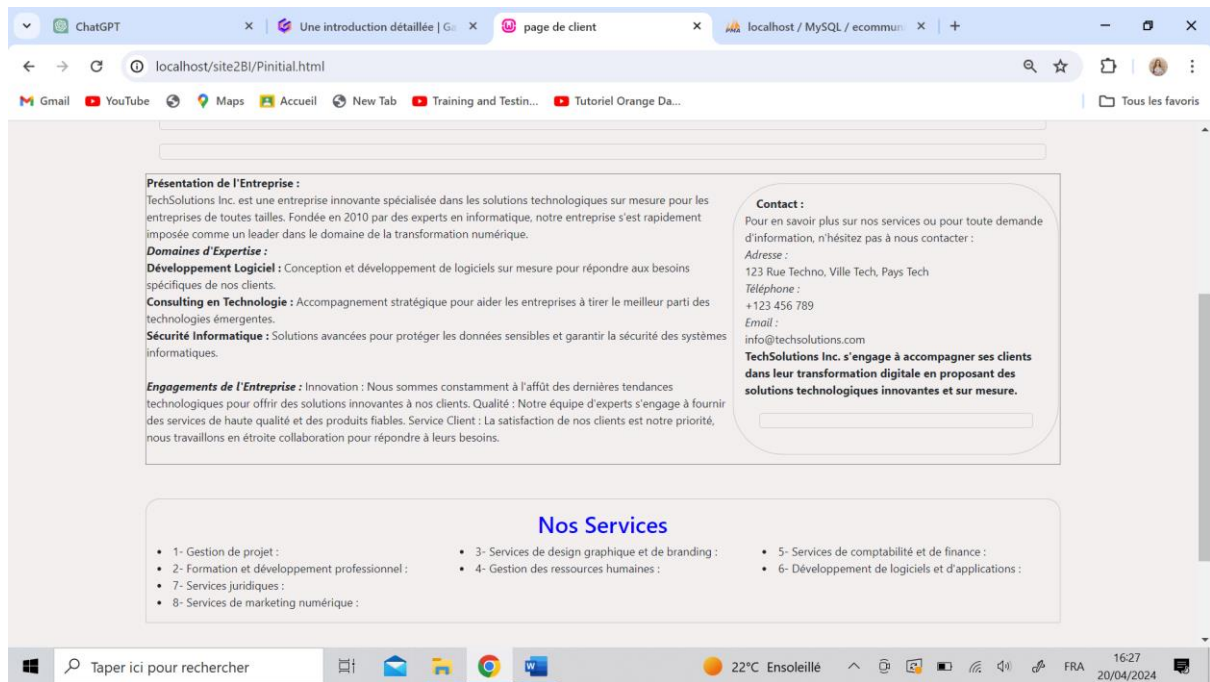 ChatGPT
Une introduction détaillée | Ga
page de client
localhost / MySQL / ecommun
localhost/site2BI/Pinitial.html
Gmail YouTube Maps Accueil New Tab Training and Testin... Tutoriel Orange Da... Tous les favoris
Présentation de l'Entreprise :
TechSolutions Inc. est une entreprise innovante spécialisée dans les solutions technologiques sur mesure pour les
entreprises de toutes tailles. Fondée en 2010 par des experts en informatique, notre entreprise s'est rapidement
imposée comme un leader dans le domaine de la transformation numérique.
Domaines d'Expertise :
Développement Logiciel : Conception et développement de logiciels sur mesure pour répondre aux besoins
spécifiques de nos clients.
Consulting en Technologie : Accompagnement stratégique pour aider les entreprises à tirer le meilleur parti des
technologies émergentes.
Sécurité Informatique : Solutions avancées pour protéger les données sensibles et garantir la sécurité des systèmes
informatiques.
Engagements de l'Entreprise : Innovation : Nous sommes constamment à l'affût des dernières tendances
technologiques pour offrir des solutions innovantes à nos clients. Qualité : Notre équipe d'experts s'engage à fournir
des services de haute qualité et des produits fiables. Service Client : La satisfaction de nos clients est notre priorité,
nous travaillons en étroite collaboration pour répondre à leurs besoins.
Contact :
Pour en savoir plus sur nos services ou pour toute demande
d'information, n'hésitez pas à nous contacter :
Adresse :
123 Rue Techno, Ville Tech, Pays Tech
Téléphone :
+123 456 789
Email :
info@techsolutions.com
TechSolutions Inc. s'engage à accompagner ses clients
dans leur transformation digitale en proposant des
solutions technologiques innovantes et sur mesure.
Nos Services
• 1- Gestion de projet :
• 2- Formation et développement professionnel :
• 7- Services juridiques :
• 8- Services de marketing numérique :
• 3- Services de design graphique et de branding :
• 4- Gestion des ressources humaines :
• 5- Services de comptabilité et de finance :
• 6- Développement de logiciels et d'applications :
Taper ici pour rechercher
22°C Ensoleillé
FRA
16:27
20/04/2024